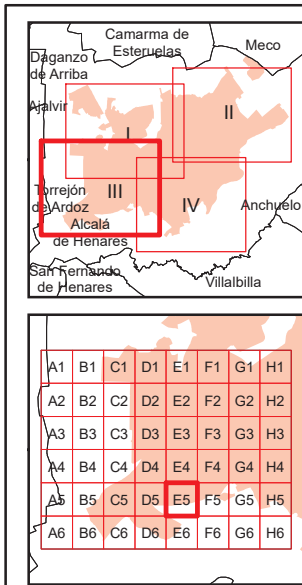 Camarma de
Esteruelas
Meco
Daganzo
de Arriba
Ajalvir
I
II
Torrejón
de Ardoz
III
IV
Anchuelo
Alcalá
de Henares
San Fernando
de Henares
Villalbilla
A1 B1 C1 D1 E1 F1 G1 H1
A2 B2 C2 D2 E2 F2 G2 H2
A3 B3 C3 D3 E3 F3 G3 H3
A4 B4 C4 D4 E4 F4 G4 H4
A5 B5 C5 D5 E5 F5 G5 H5
A6 B6 C6 D6 E6 F6 G6 H6